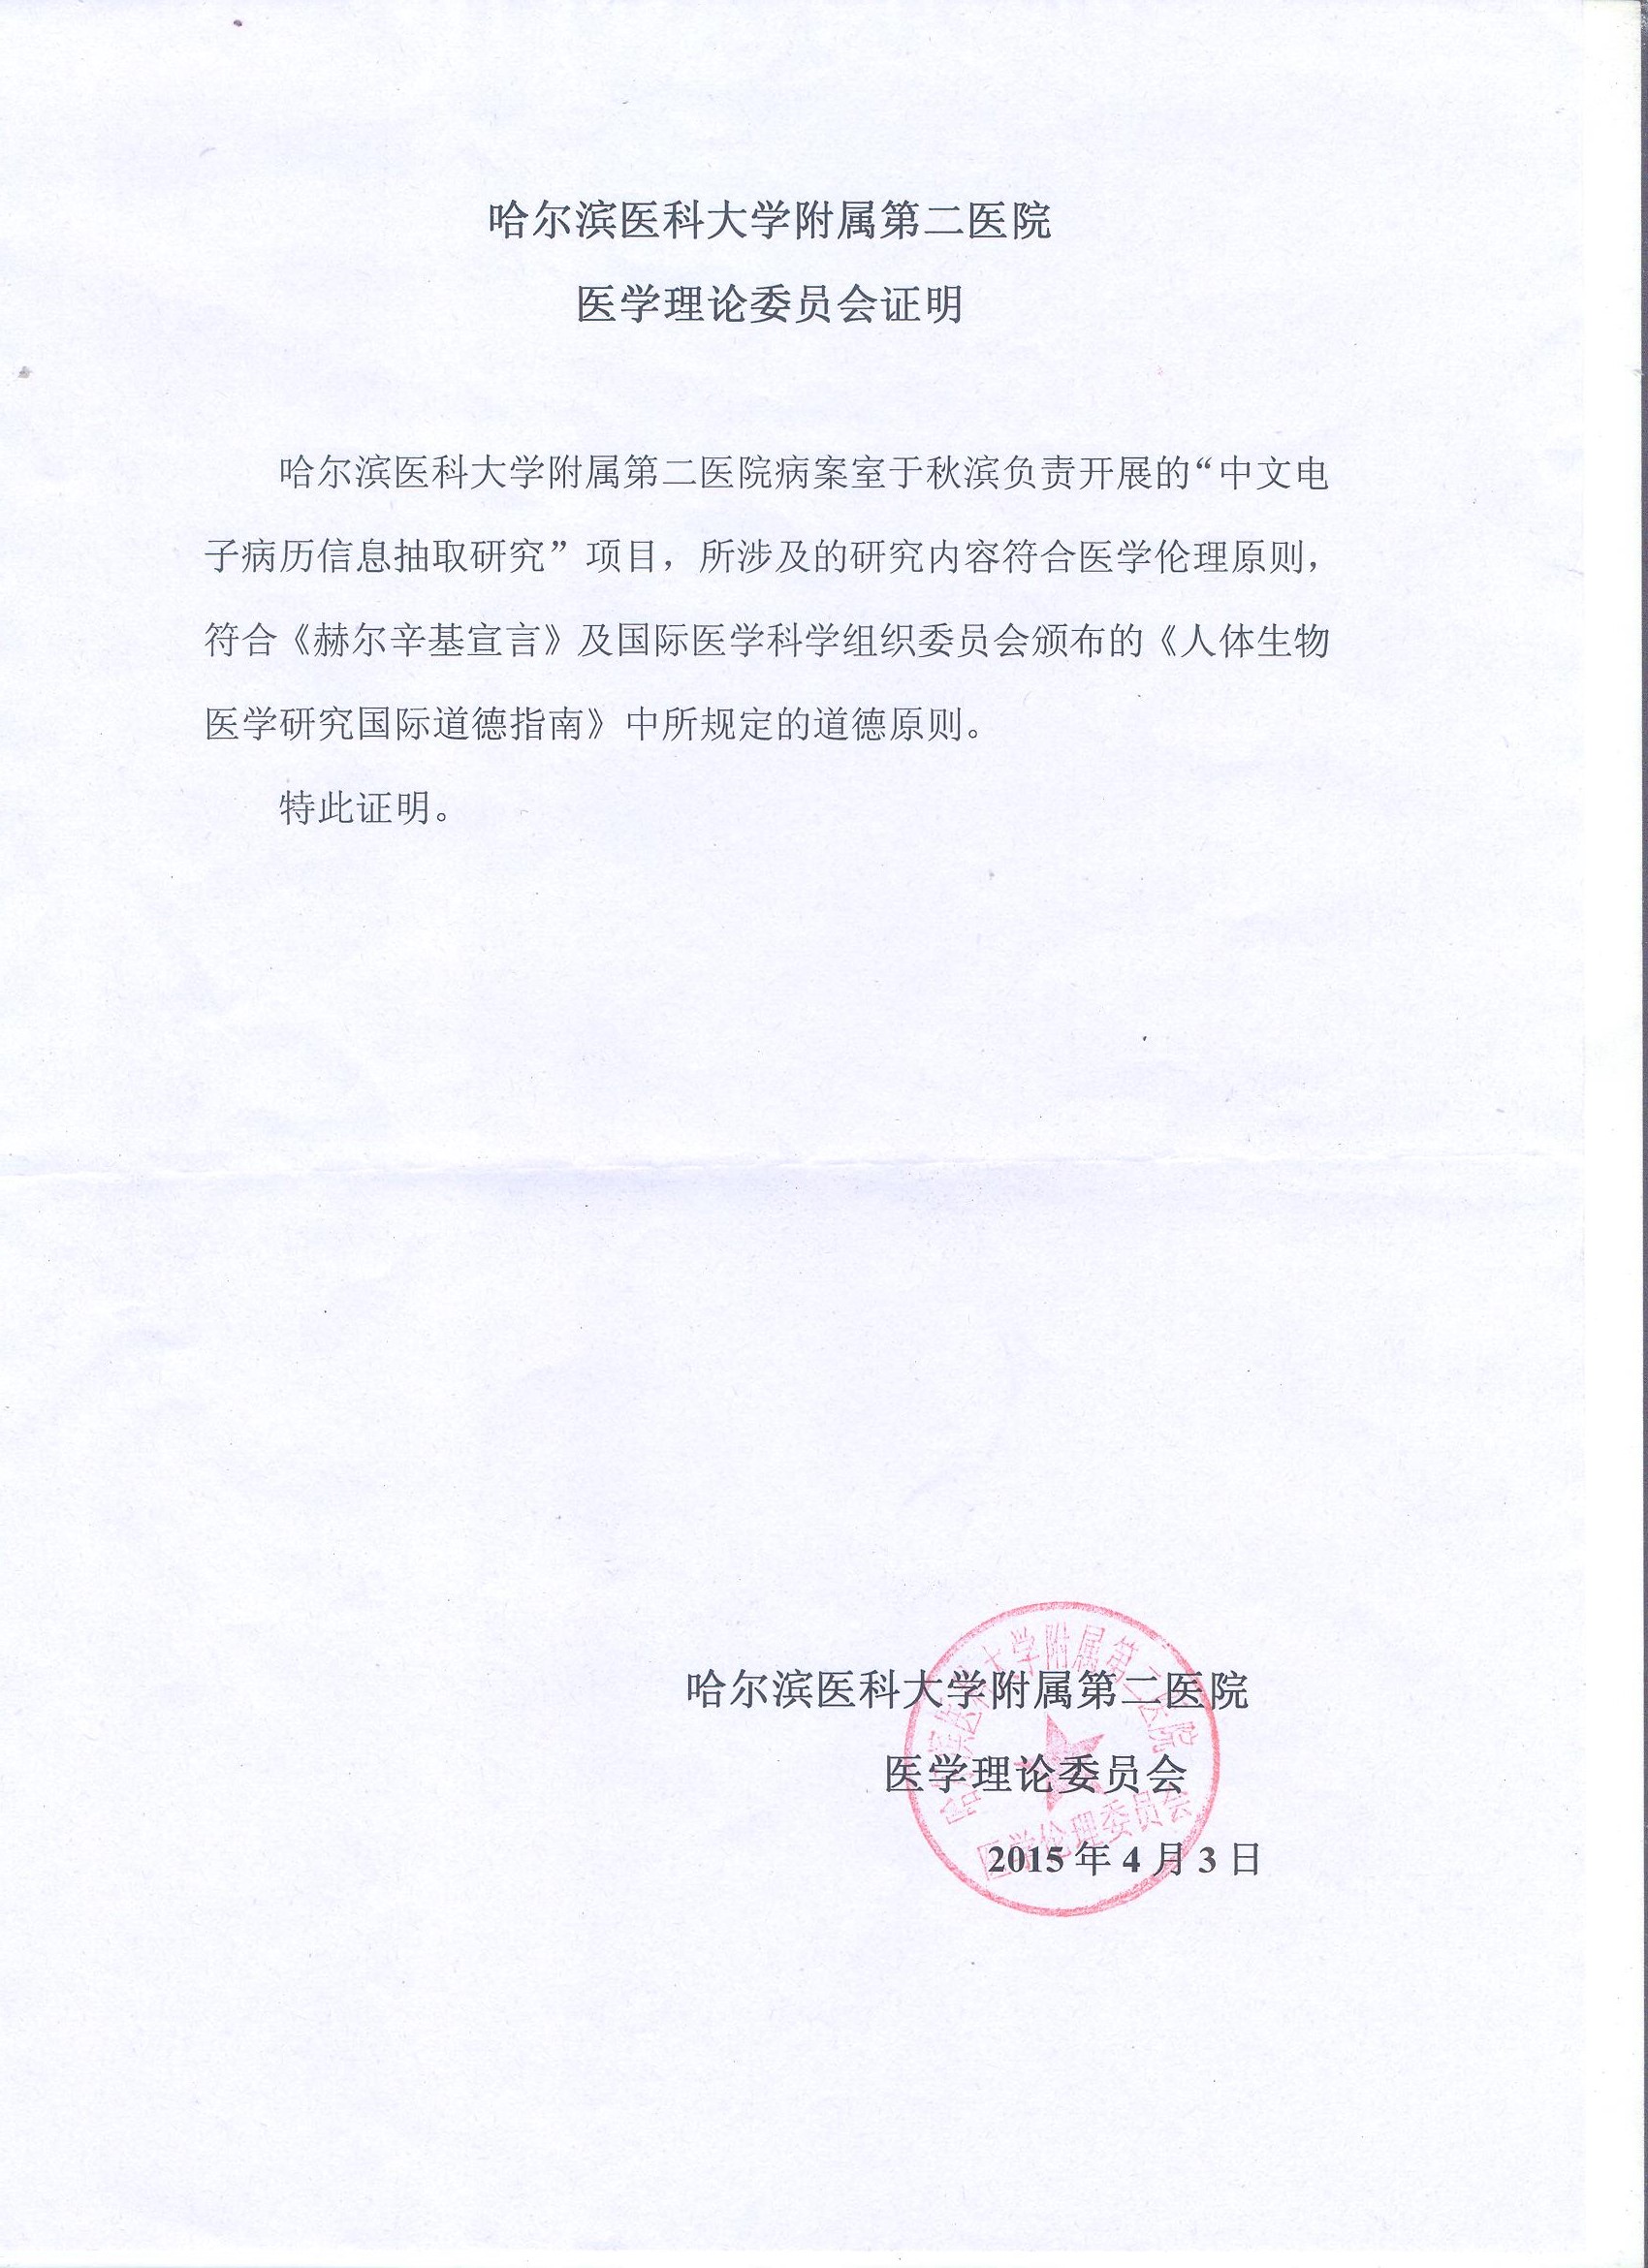 哈尔滨医科大学附属第二医院
医学理论委员会证明
哈尔滨医科大学附属第二医院病案室于秋滨负责开展的“中文电
子病历信息抽取研究”项目，所涉及的研究内容符合医学伦理原则，
符合《赫尔辛基宣言》及国际医学科学组织委员会颁布的《人体生物
医学研究国际道德指南》中所规定的道德原则。
特此证明。
哈尔滨医科大学附属第二医院
哈尔滨医科大学附属第二医院
医学理论委员会
医学伦理委员会
2015 年 4 月 3 日